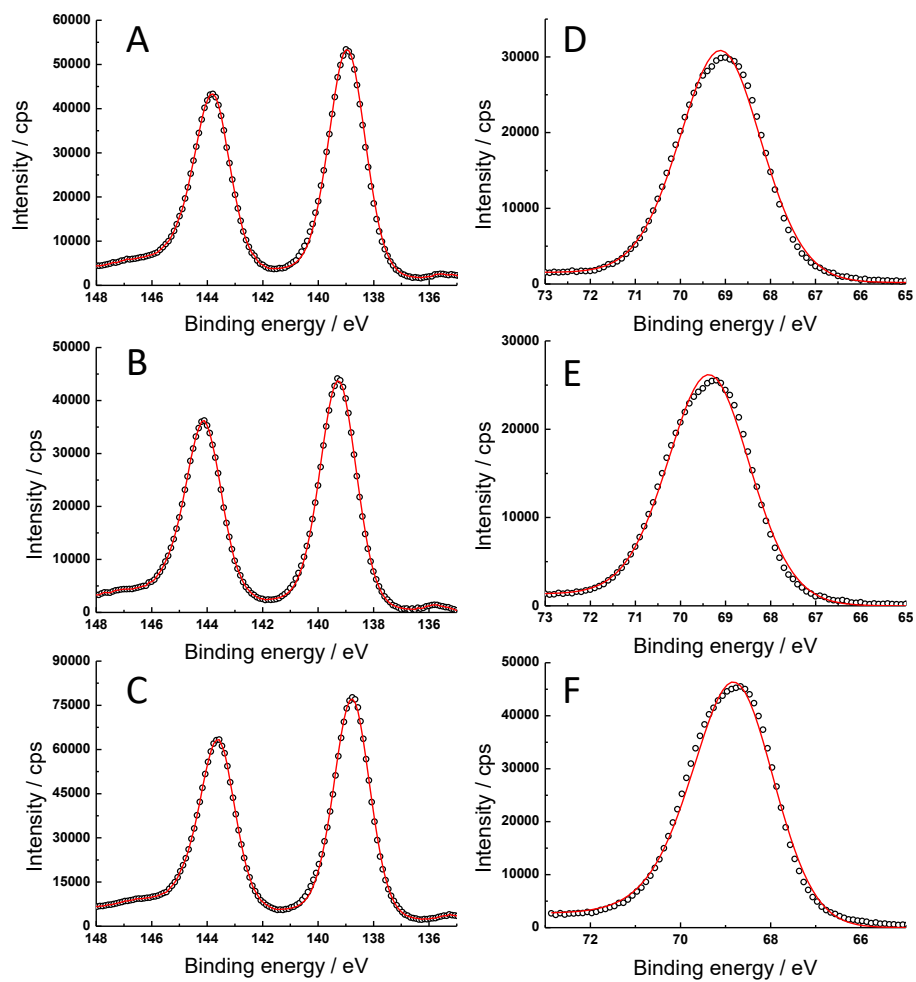 A
60000
50000
40000
30000
20000
10000
0
Intensity / cps
148 146 144 142 140 138 136
Binding energy / eV
D
30000
20000
10000
0
Intensity / cps
73 72 71 70 69 68 67 66 65
Binding energy / eV
B
50000
40000
30000
20000
10000
0
Intensity / cps
148 146 144 142 140 138 136
Binding energy / eV
E
30000
20000
10000
0
Intensity / cps
73 72 71 70 69 68 67 66 65
Binding energy / eV
C
90000
75000
60000
45000
30000
15000
0
Intensity / cps
148 146 144 142 140 138 136
Binding energy / eV
F
50000
40000
30000
20000
10000
0
Intensity / cps
72 70 68 66
Binding energy / eV